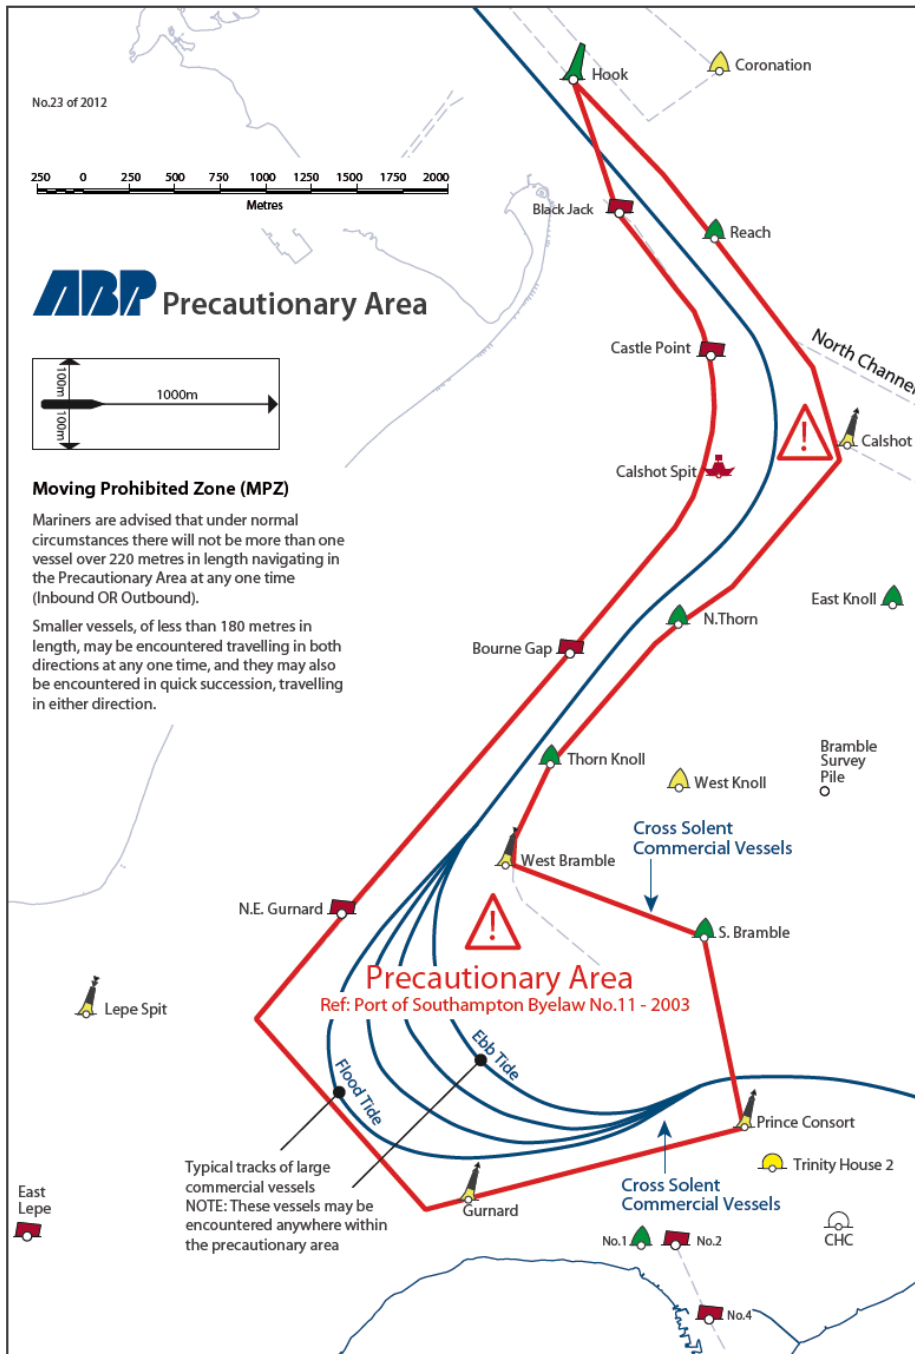 Hook
Coronation
No.23 of 2012
250 0 250 500 750 1000 1250 1500 1750 2000
Metres
Black Jack
Reach
ABP Precautionary Area
North Channel
Castle Point
100m
100m
1000m
Calshot
Calshot Spit
Moving Prohibited Zone (MPZ)
Mariners are advised that under normal
circumstances there will not be more than one
vessel over 220 metres in length navigating in
the Precautionary Area at any one time
(Inbound OR Outbound).
Smaller vessels, of less than 180 metres in
length, may be encountered travelling in both
directions at any one time, and they may also
be encountered in quick succession, travelling
in either direction.
East Knoll
N.Thorn
Bourne Gap
Thorn Knoll
West Knoll
Bramble
Survey
Pile
Cross Solent
Commercial Vessels
West Bramble
N.E. Gurnard
S. Bramble
!
!
Precautionary Area
Ref: Port of Southampton Byelaw No.11 - 2003
Lepe Spit
Ebb Tide
Flood Tide
Prince Consort
Trinity House 2
Typical tracks of large
commercial vessels
NOTE: These vessels may be
encountered anywhere within
the precautionary area
Cross Solent
Commercial Vessels
Gurnard
East
Lepe
CHC
No.1
No.2
No.4